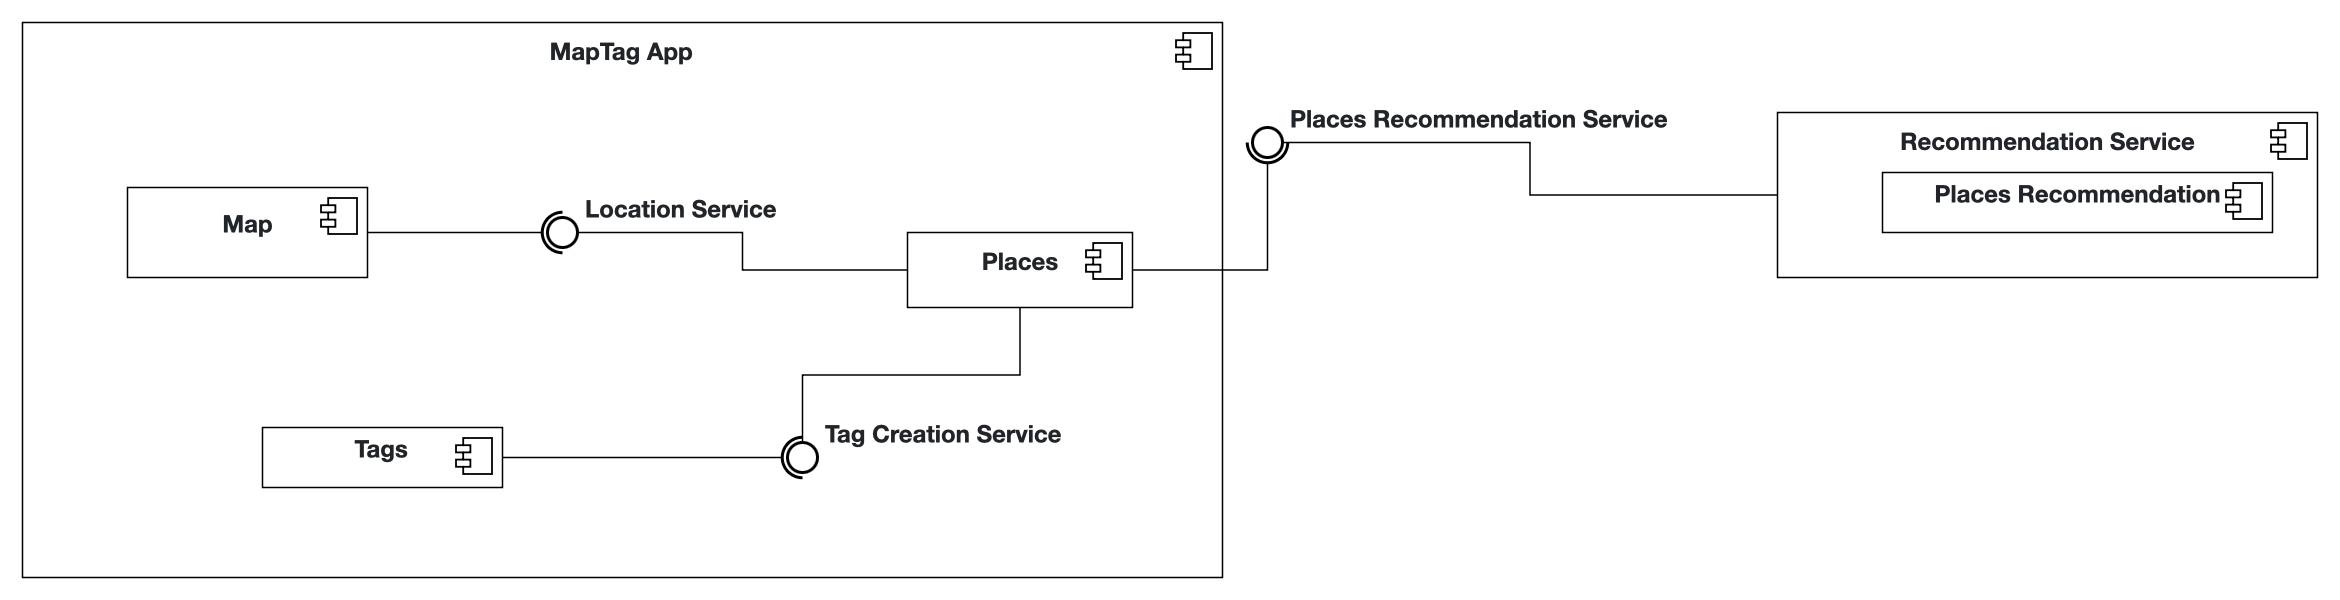 MapTag App
Places Recommendation Service
Recommendation Service
Places Recommendation
Map
Location Service
Places
Tags
Tag Creation Service